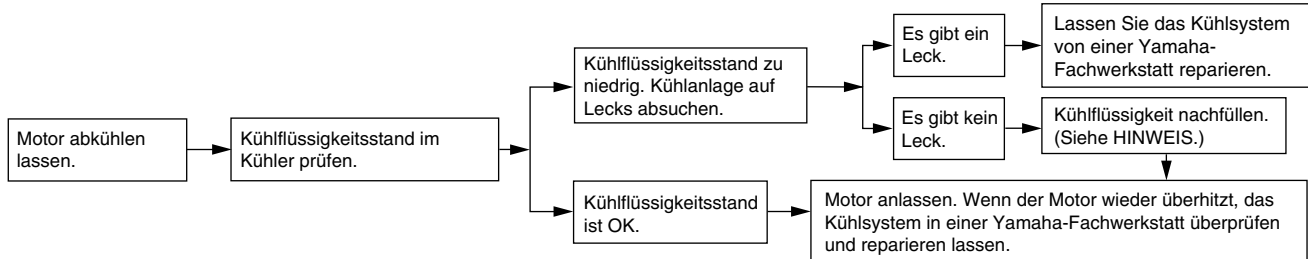 Motor abkühlen
lassen.
Kühlflüssigkeitsstand im
Kühler prüfen.
Kühlflüssigkeitsstand zu
niedrig. Kühlanlage auf
Lecks absuchen.
Es gibt ein
Leck.
Lassen Sie das Kühlsystem
von einer Yamaha-
Fachwerkstatt reparieren.
Es gibt kein
Leck.
Kühlflüssigkeit nachfüllen.
(Siehe HINWEIS.)
Kühlflüssigkeitsstand
ist OK.
Motor anlassen. Wenn der Motor wieder überhitzt, das
Kühlsystem in einer Yamaha-Fachwerkstatt überprüfen
und reparieren lassen.